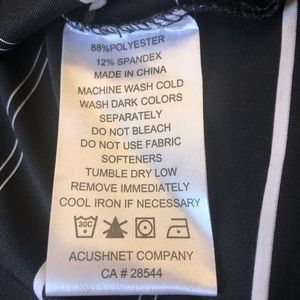 88%POLYESTER
12% SPANDEX
MADE IN CHINA
MACHINE WASH COLD
WASH DARK COLORS
SEPARATELY
DO NOT BLEACH
DO NOT USE FABRIC
SOFTENERS
TUMBLE DRY LOW
REMOVE IMMEDIATELY
COOL IRON IF NECESSARY
30C
ACUSHNET COMPANY
CA # 28544